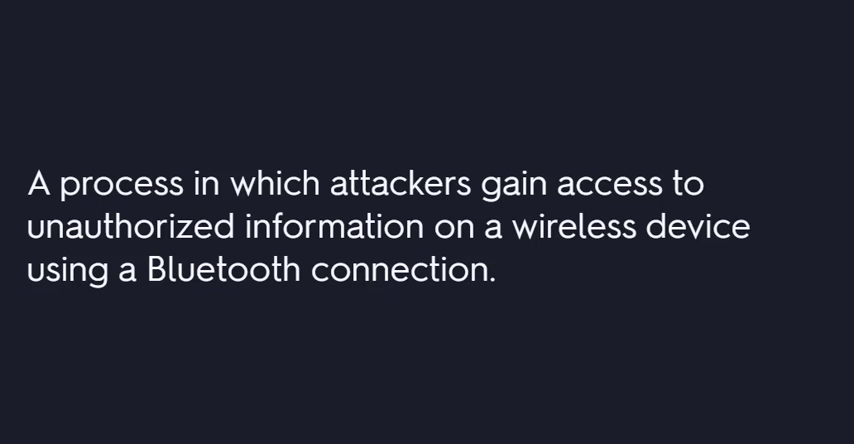 A process in which attackers gain access to
unauthorized information on a wireless device
using a Bluetooth connection.